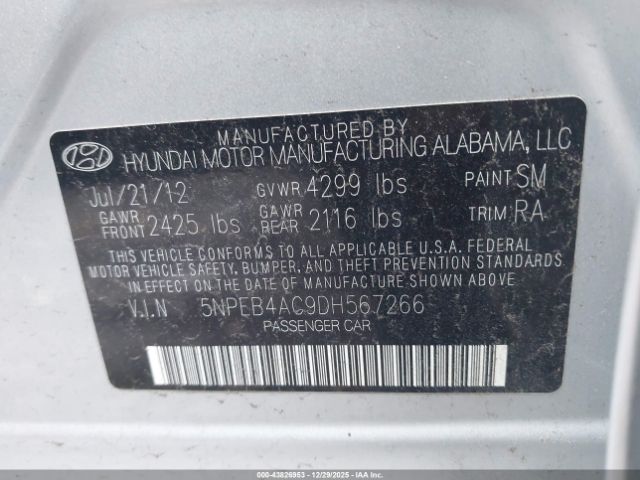 MANUFACTURED BY
HYUNDAI MOTOR MANUFACTURING ALABAMA, LLC
Jul/21/12 GVWR 4299 lbs PAINT SM
GAWR FRONT 2425 lbs GAWR REAR 2116 lbs TRIM RA
THIS VEHICLE CONFORMS TO ALL APPLICABLE U.S.A. FEDERAL
MOTOR VEHICLE SAFETY, BUMPER, AND THEFT PREVENTION STANDARDS
IN EFFECT ON THE DATE OF MANUFACTURE SHOWN ABOVE.
V.I.N 5NPEB4AC9DH567266
PASSENGER CAR
000-43826953 - 12/29/2025 - IAAI.COM